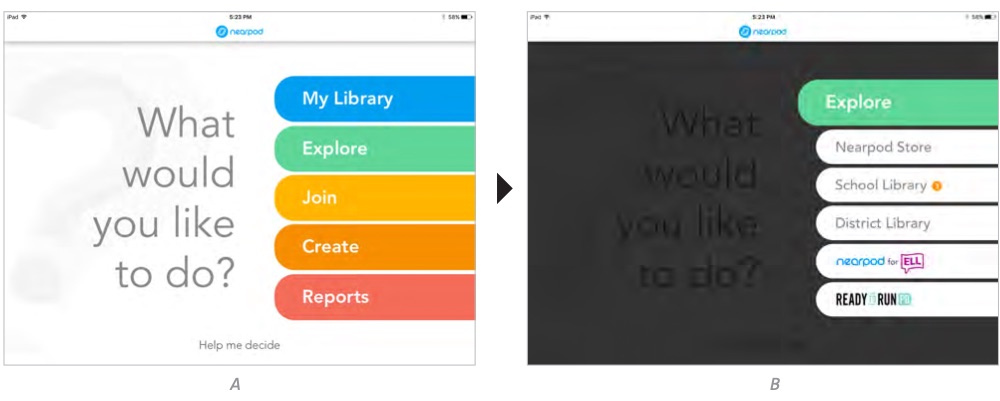 iPad
5:23 PM
58%
nearpod
What
would
you like
to do?
My Library
Explore
Join
Create
Reports
Help me decide
A
iPad
5:23 PM
58%
nearpod
What
would
you like
to do?
Explore
Nearpod Store
School Library
District Library
nearpod for ELL
READY RUN
B